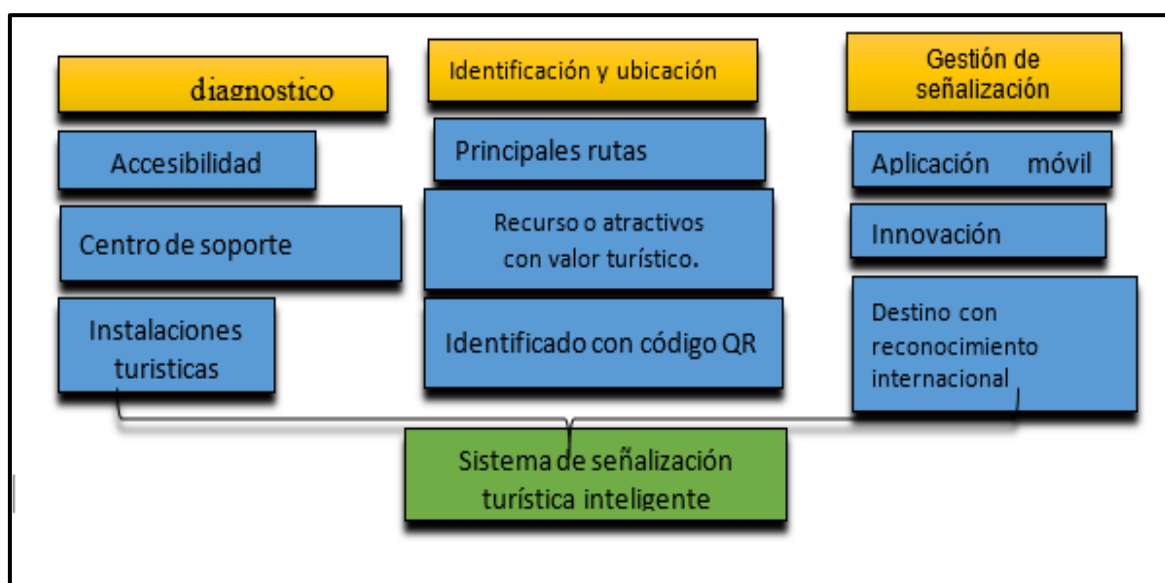 diagnostico
Accesibilidad
Centro de soporte
Instalaciones
turisticas
Identificación y ubicación
Principales rutas
Recurso o atractivos
con valor turístico.
Identificado con código QR
Gestión de
señalización
Aplicación móvil
Innovación
Destino con
reconocimiento
internacional
Sistema de señalización
turística inteligente